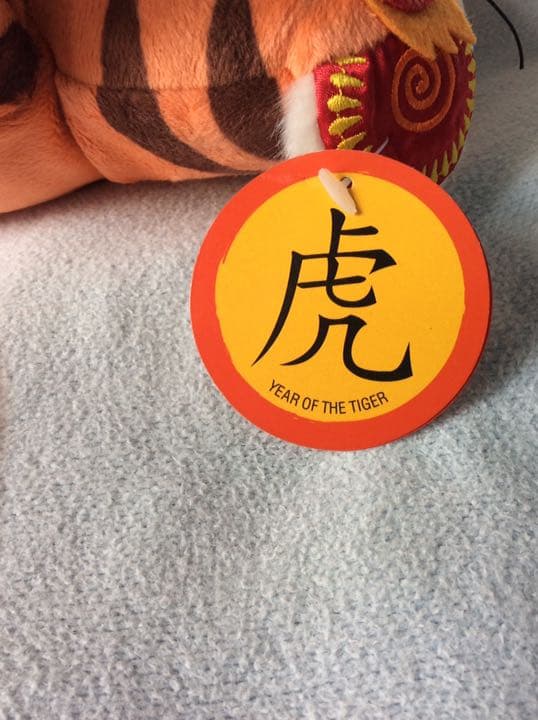 虎
YEAR OF THE TIGER